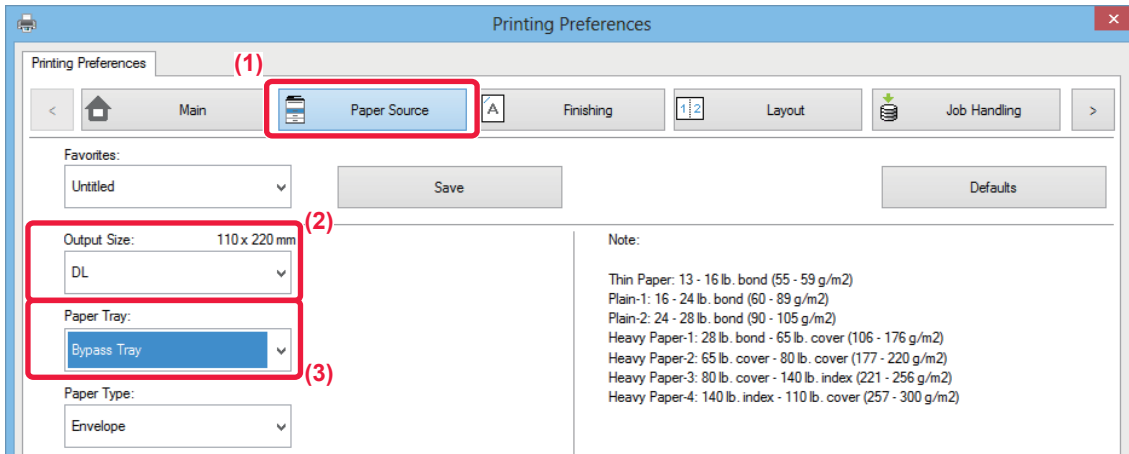 Printing Preferences
×
Printing Preferences
(1)
< Main Paper Source A Finishing 1 2 Layout Job Handling >
Favorites:
Untitled Save Defaults
(2)
Output Size: 110 x 220 mm
DL
Paper Tray:
Bypass Tray
(3)
Paper Type:
Envelope
Note:
Thin Paper: 13 - 16 lb. bond (55 - 59 g/m2)
Plain-1: 16 - 24 lb. bond (60 - 89 g/m2)
Plain-2: 24 - 28 lb. bond (90 - 105 g/m2)
Heavy Paper-1: 28 lb. bond - 65 lb. cover (106 - 176 g/m2)
Heavy Paper-2: 65 lb. cover - 80 lb. cover (177 - 220 g/m2)
Heavy Paper-3: 80 lb. cover - 140 lb. index (221 - 256 g/m2)
Heavy Paper-4: 140 lb. index - 110 lb. cover (257 - 300 g/m2)